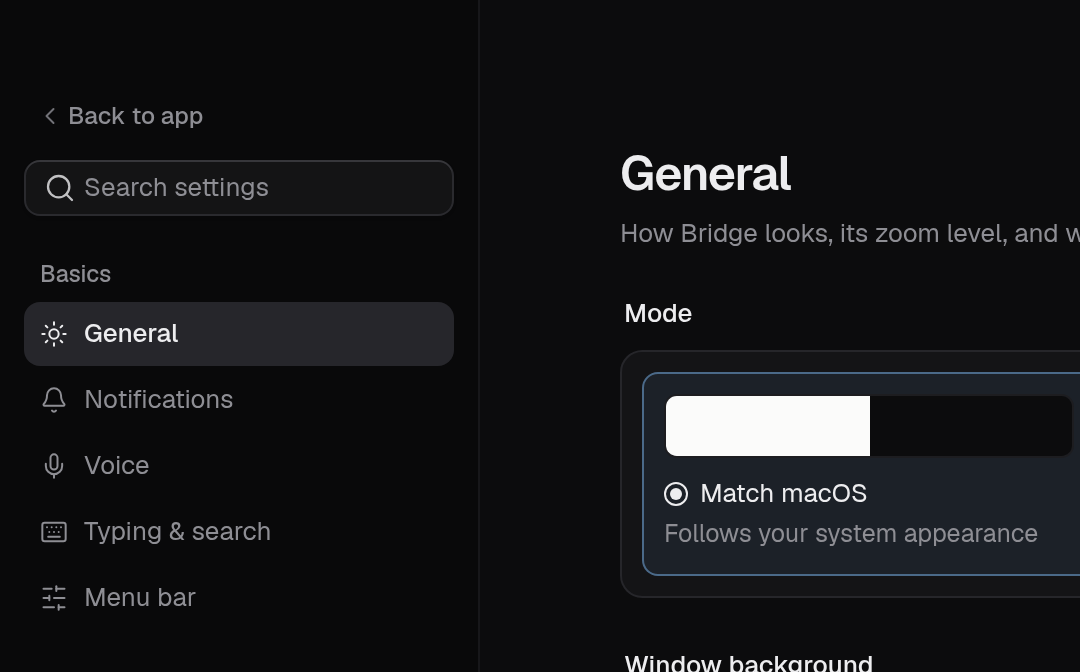 Back to app
Search settings
Basics
General
Notifications
Voice
Typing & search
Menu bar
General
How Bridge looks, its zoom level, and
Mode
Match macOS
Follows your system appearance
Window background